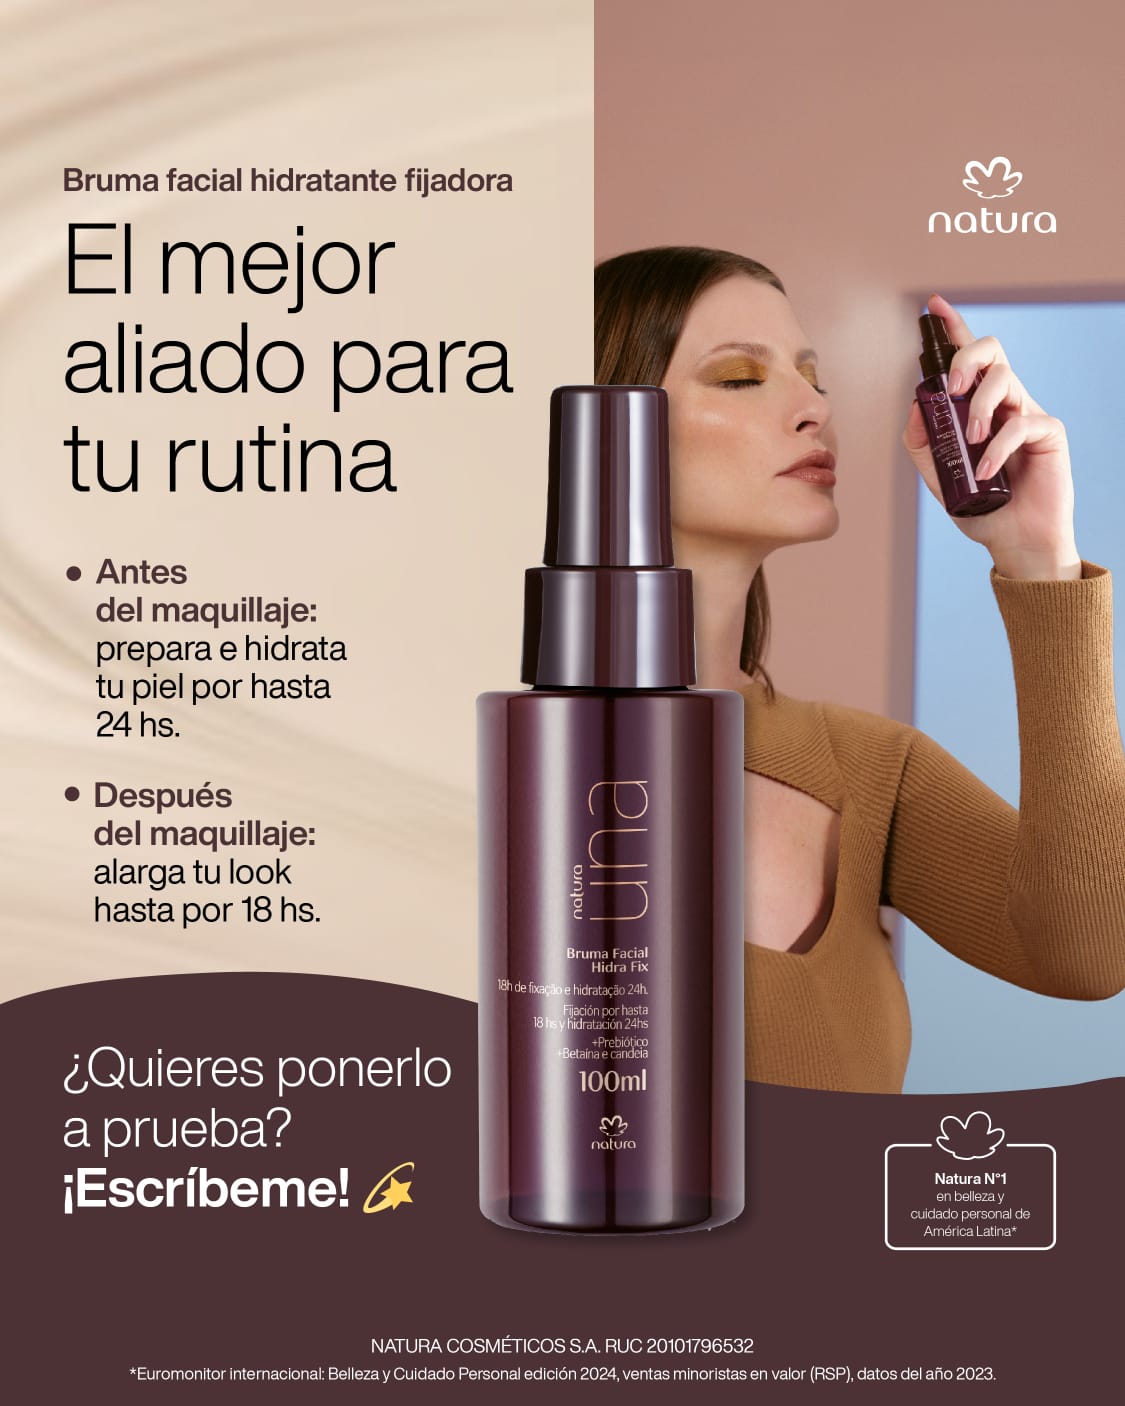 Bruma facial hidratante fijadora
El mejor
aliado para
tu rutina
natura
una
• Antes
del maquillaje:
prepara e hidrata
tu piel por hasta
24 hs.
• Después
del maquillaje:
alarga tu look
hasta por 18 hs.
natura
una
Bruma Facial
Hidra Fix
18h de fixação e hidratação 24h.
Fijación por hasta
18 hs y hidratación 24hs
+Prebiótico
+Betaína e candeia
100ml
natura
¿Quieres ponerlo
a prueba?
¡Escríbeme!
Natura N°1
en belleza y
cuidado personal de
América Latina*
NATURA COSMÉTICOS S.A. RUC 20101796532
*Euromonitor internacional: Belleza y Cuidado Personal edición 2024, ventas minoristas en valor (RSP), datos del año 2023.